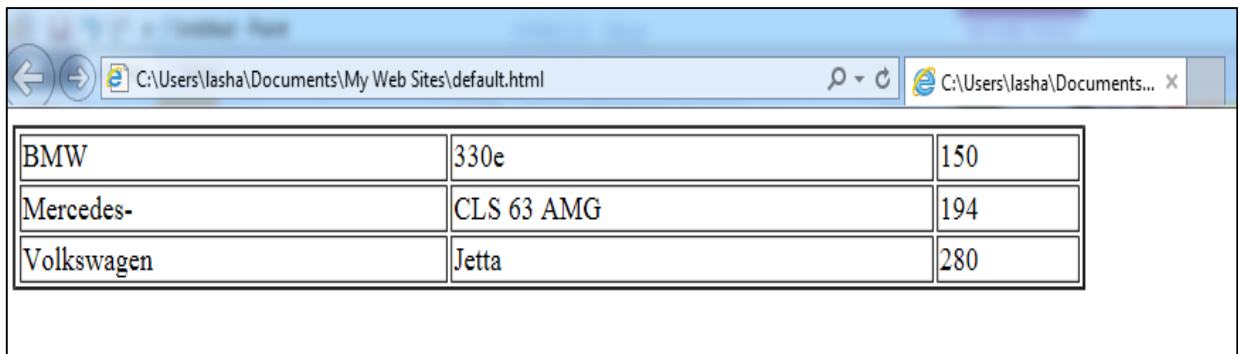 C:\Users\lasha\Documents\My Web Sites\default.html
C:\Users\lasha\Documents...
BMW 330e 150
Mercedes- CLS 63 AMG 194
Volkswagen Jetta 280